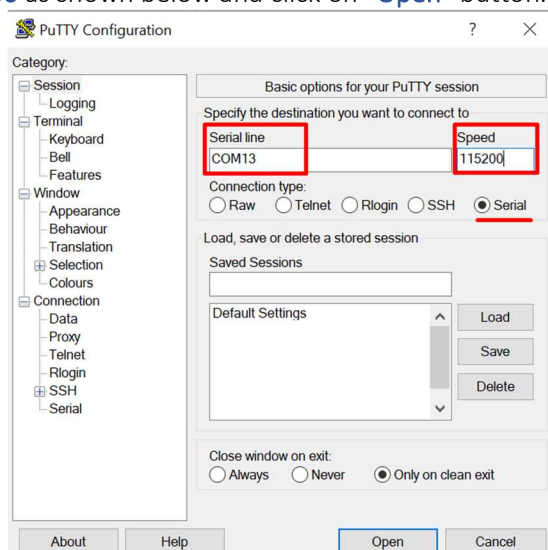 as shown below and click on "Open" button.
PuTTY Configuration ? ×
Category:
Session
Logging
Terminal
Keyboard
Bell
Features
Window
Appearance
Behaviour
Translation
Selection
Colours
Connection
Data
Proxy
Telnet
Rlogin
SSH
Serial
Basic options for your PuTTY session
Specify the destination you want to connect to
Serial line Speed
COM13 115200
Connection type:
Raw Telnet Rlogin SSH Serial
Load, save or delete a stored session
Saved Sessions
Default Settings
Load
Save
Delete
Close window on exit:
Always Never Only on clean exit
About Help Open Cancel